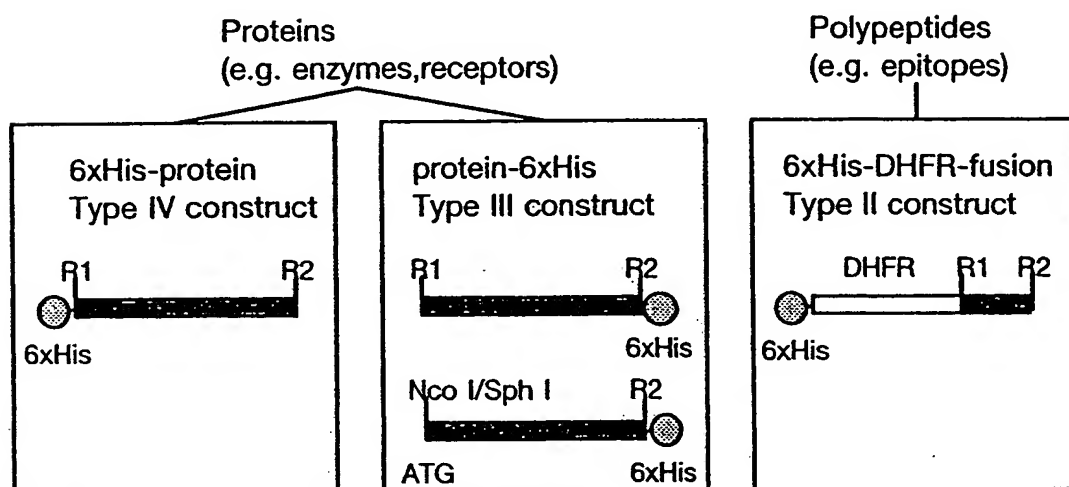 Proteins
(e.g. enzymes,receptors)
Polypeptides
(e.g. epitopes)
6xHis-protein
Type IV construct
R1 R2
6xHis
protein-6xHis
Type III construct
R1 R2
6xHis
Nco I/Sph I R2
ATG 6xHis
6xHis-DHFR-fusion
Type II construct
DHFR R1 R2
6xHis